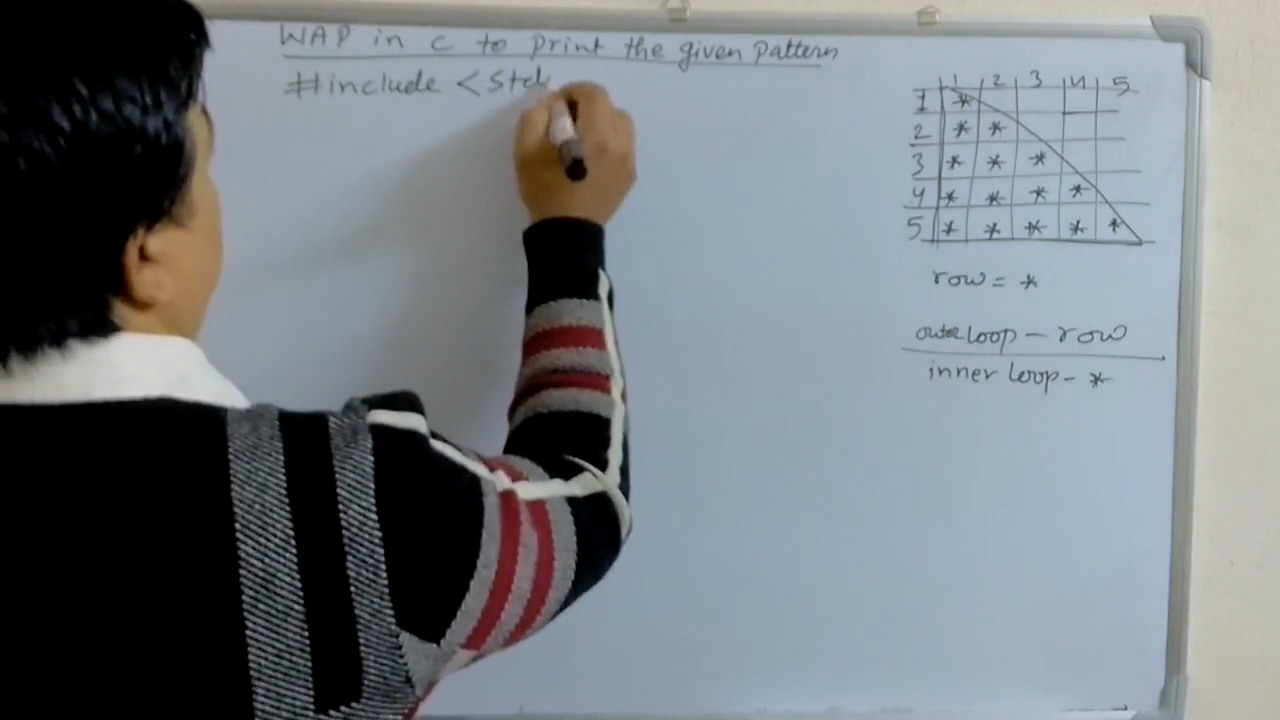 WAP in c to print the given pattern
#include <std
1 2 3 4 5
1 *
2 * *
3 * * *
4 * * * *
5 * * * * *
row = *
outer loop - row
inner loop - *